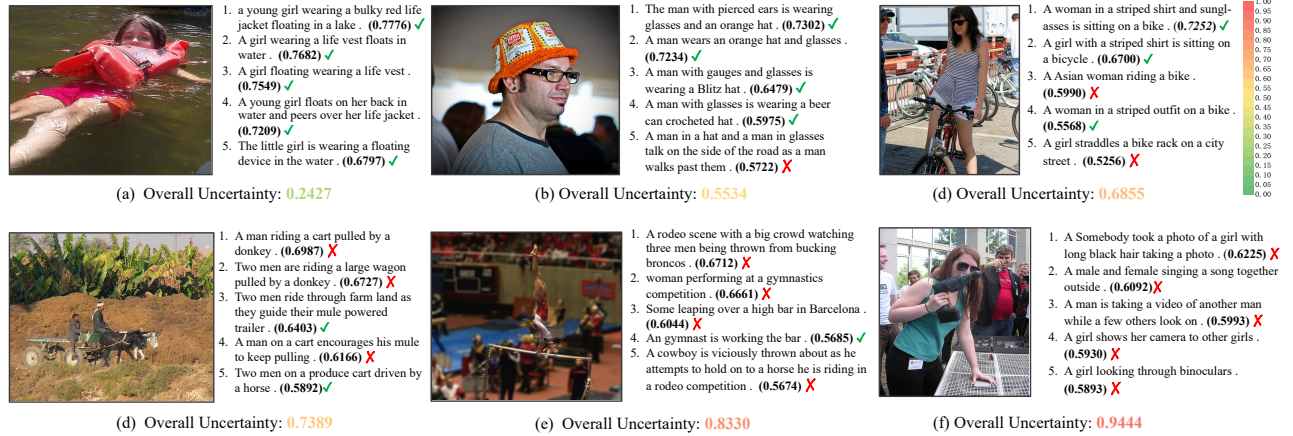 1. a young girl wearing a bulky red life
jacket floating in a lake . (0.7776) ✓
2. A girl wearing a life vest floats in
water . (0.7682) ✓
3. A girl floating wearing a life vest .
(0.7549) ✓
4. A young girl floats on her back in
water and peers over her life jacket .
(0.7209) ✓
5. The little girl is wearing a floating
device in the water . (0.6797) ✓
(a) Overall Uncertainty: 0.2427
1. The man with pierced ears is wearing
glasses and an orange hat . (0.7302) ✓
2. A man wears an orange hat and glasses .
(0.7234) ✓
3. A man with gauges and glasses is
wearing a Blitz hat . (0.6479) ✓
4. A man with glasses is wearing a beer
can crocheted hat . (0.5975) ✓
5. A man in a hat and a man in glasses
talk on the side of the road as a man
walks past them . (0.5722) ✗
(b) Overall Uncertainty: 0.5534
1. A woman in a striped shirt and sungl-
asses is sitting on a bike . (0.7252) ✓
2. A girl with a striped shirt is sitting on
a bicycle . (0.6700) ✓
3. A Asian woman riding a bike .
(0.5990) ✗
4. A woman in a striped outfit on a bike .
(0.5568) ✓
5. A girl straddles a bike rack on a city
street . (0.5256) ✗
(d) Overall Uncertainty: 0.6855
1.00
0.95
0.90
0.85
0.80
0.75
0.70
0.65
0.60
0.55
0.50
0.45
0.40
0.35
0.30
0.25
0.20
0.15
0.10
0.05
0.00
1. A man riding a cart pulled by a
donkey . (0.6987) ✗
2. Two men are riding a large wagon
pulled by a donkey . (0.6727) ✗
3. Two men ride through farm land as
they guide their mule powered
trailer . (0.6403) ✓
4. A man on a cart encourages his mule
to keep pulling . (0.6166) ✗
5. Two men on a produce cart driven by
a horse . (0.5892) ✓
(d) Overall Uncertainty: 0.7389
1. A rodeo scene with a big crowd watching
three men being thrown from bucking
broncos . (0.6712) ✗
2. woman performing at a gymnastics
competition . (0.6661) ✗
3. Some leaping over a high bar in Barcelona .
(0.6044) ✗
4. An gymnast is working the bar . (0.5685) ✓
5. A cowboy is viciously thrown about as he
attempts to hold on to a horse he is riding in
a rodeo competition . (0.5674) ✗
(e) Overall Uncertainty: 0.8330
1. A Somebody took a photo of a girl with
long black hair taking a photo . (0.6225) ✗
2. A male and female singing a song together
outside . (0.6092) ✗
3. A man is taking a video of another man
while a few others look on . (0.5993) ✗
4. A girl shows her camera to other girls .
(0.5930) ✗
5. A girl looking through binoculars .
(0.5893) ✗
(f) Overall Uncertainty: 0.9444